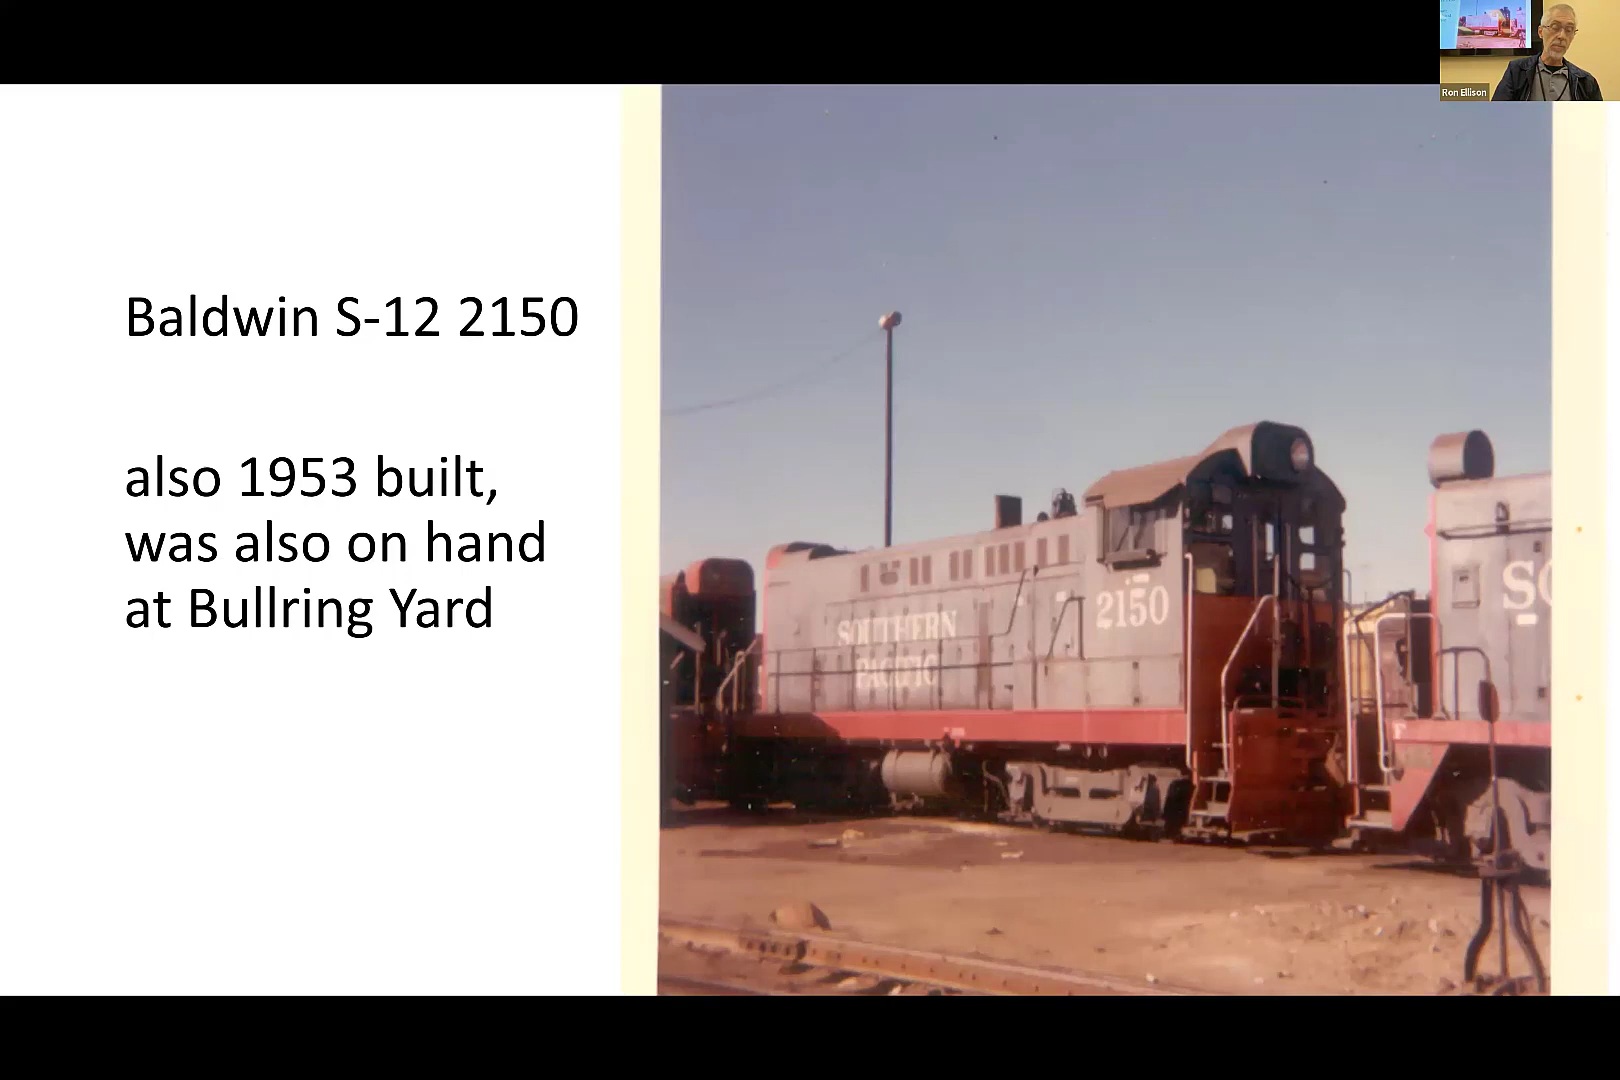 Ron Ellison
Baldwin S-12 2150
also 1953 built,
was also on hand
at Bullring Yard
SOUTHERN
PACIFIC
2150